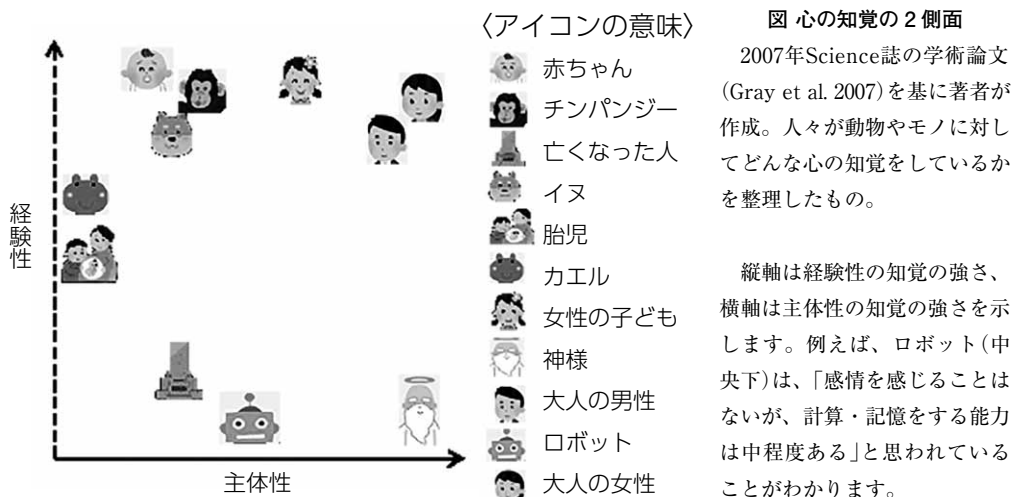 経験性
主体性
〈アイコンの意味〉
赤ちゃん
チンパンジー
亡くなった人
イヌ
胎児
カエル
女性の子ども
神様
大人の男性
ロボット
大人の女性
図 心の知覚の2側面
2007年Science誌の学術論文
(Gray et al. 2007)を基に著者が
作成。人々が動物やモノに対し
てどんな心の知覚をしているか
を整理したもの。
縦軸は経験性の知覚の強さ、
横軸は主体性の知覚の強さを示
します。例えば、ロボット(中
央下)は、「感情を感じることは
ないが、計算・記憶をする能力
は中程度ある」と思われている
ことがわかります。